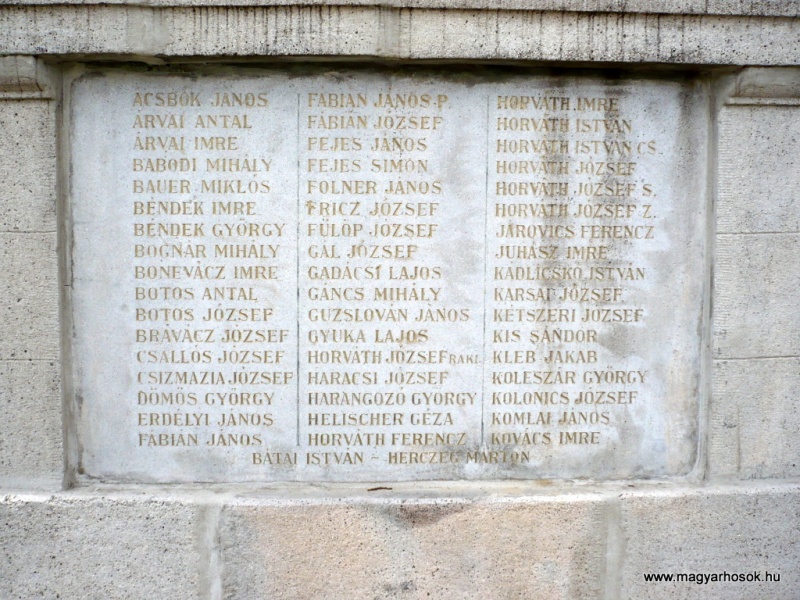 ÁCSBÓK JÁNOS
ÁRVAI ANTAL
ÁRVAI IMRE
BABODI MIHÁLY
BAUER MIKLÓS
BENDEK IMRE
BENDEK GYÖRGY
BOGNÁR MIHÁLY
BONEVÁCZ IMRE
BOTOS ANTAL
BOTOS JÓZSEF
BRAVÁCZ JÓZSEF
CSALLÓS JÓZSEF
CSIZMAZIA JÓZSEF
DÖMÖS GYÖRGY
ERDÉLYI JÁNOS
FÁBIÁN JÁNOS
FÁBIÁN JÁNOS P.
FÁBIÁN JÓZSEF
FEJES JÁNOS
FEJES SIMON
FOLNER JÁNOS
FRICZ JÓZSEF
FÜLÖP JÓZSEF
GÁL JÓZSEF
GADÁCSI LAJOS
GÁNCS MIHÁLY
GUZSLOVÁN JÁNOS
GYUKA LAJOS
HORVÁTH JÓZSEF RAKI.
HARACSI JÓZSEF
HARANGOZÓ GYÖRGY
HELISCHER GÉZA
HORVÁTH FERENCZ
HORVÁTH IMRE
HORVÁTH ISTVÁN
HORVÁTH ISTVÁN CS.
HORVÁTH JÓZSEF
HORVÁTH JÓZSEF S.
HORVÁTH JÓZSEF Z.
JÁROVICS FERENCZ
JUHÁSZ IMRE
KADLICSKÓ ISTVÁN
KARSAI JÓZSEF
KÉTSZERI JÓZSEF
KIS SÁNDOR
KLEB JAKAB
KOLESZÁR GYÖRGY
KOLONICS JÓZSEF
KOMLAI JÁNOS
KOVÁCS IMRE
BÁTAI ISTVÁN - HERCZEG MÁRTON
www.magyarhosok.hu